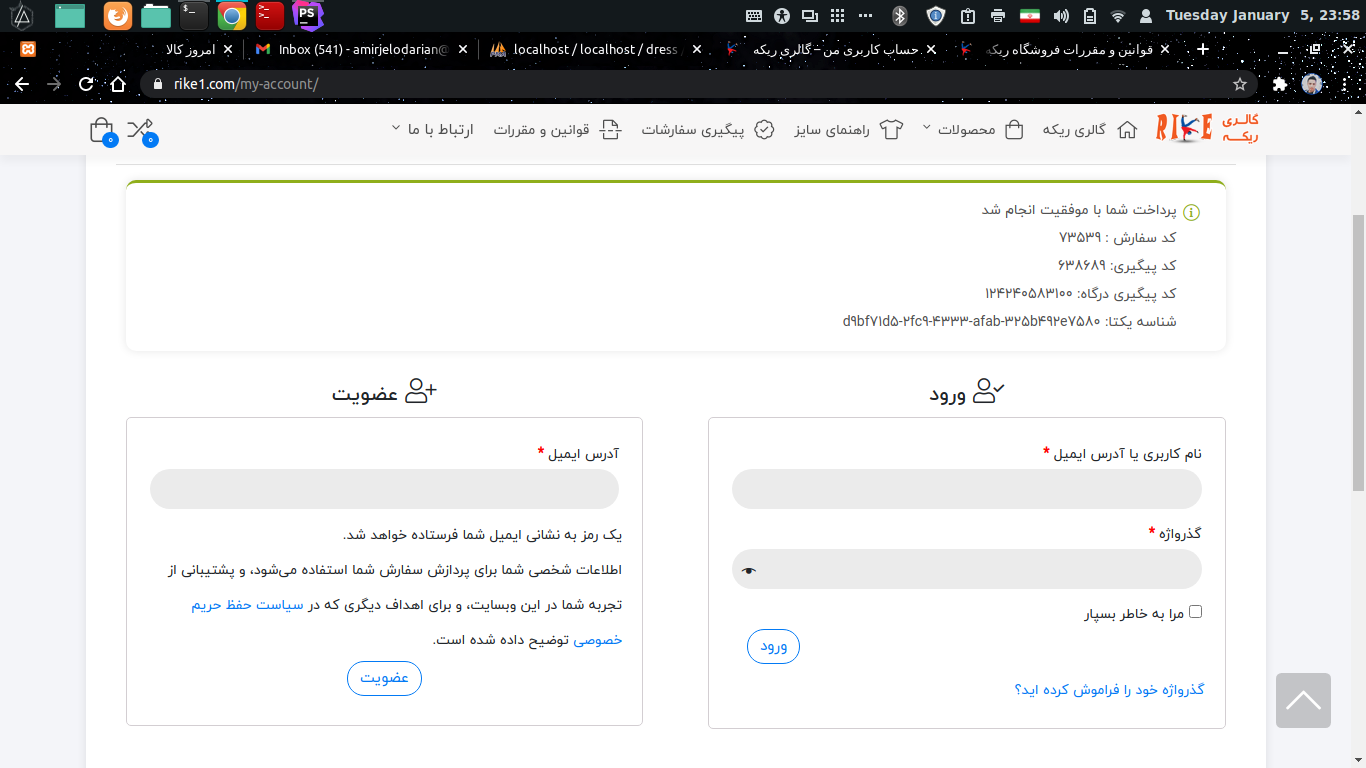 Tuesday January 5, 23:58
امروز کالا
Inbox (541) - amirjelodarian@
localhost / localhost / dress /
حساب کاربری من – گالری ریکه
قوانین و مقررات فروشگاه ریکه
rike1.com/my-account/
گالری ریکه
RIKE
گالری ریکه
محصولات
راهنمای سایز
پیگیری سفارشات
قوانین و مقررات
ارتباط با ما
۰
۰
پرداخت شما با موفقیت انجام شد
کد سفارش : ۷۳۵۳۹
کد پیگیری: ۶۳۸۶۸۹
کد پیگیری درگاه: ۱۲۴۲۴۰۵۸۳۱۰۰
شناسه یکتا: d۹bf۷۱d۵-۲fc۹-۴۳۳۳-afab-۳۲۵b۴۹۲e۷۵۸۰
ورود
نام کاربری یا آدرس ایمیل *
گذرواژه *
مرا به خاطر بسپار
ورود
گذرواژه خود را فراموش کرده اید؟
عضویت
آدرس ایمیل *
یک رمز به نشانی ایمیل شما فرستاده خواهد شد.
اطلاعات شخصی شما برای پردازش سفارش شما استفاده می‌شود، و پشتیبانی از
تجربه شما در این وبسایت، و برای اهداف دیگری که در سیاست حفظ حریم
خصوصی توضیح داده شده است.
عضویت